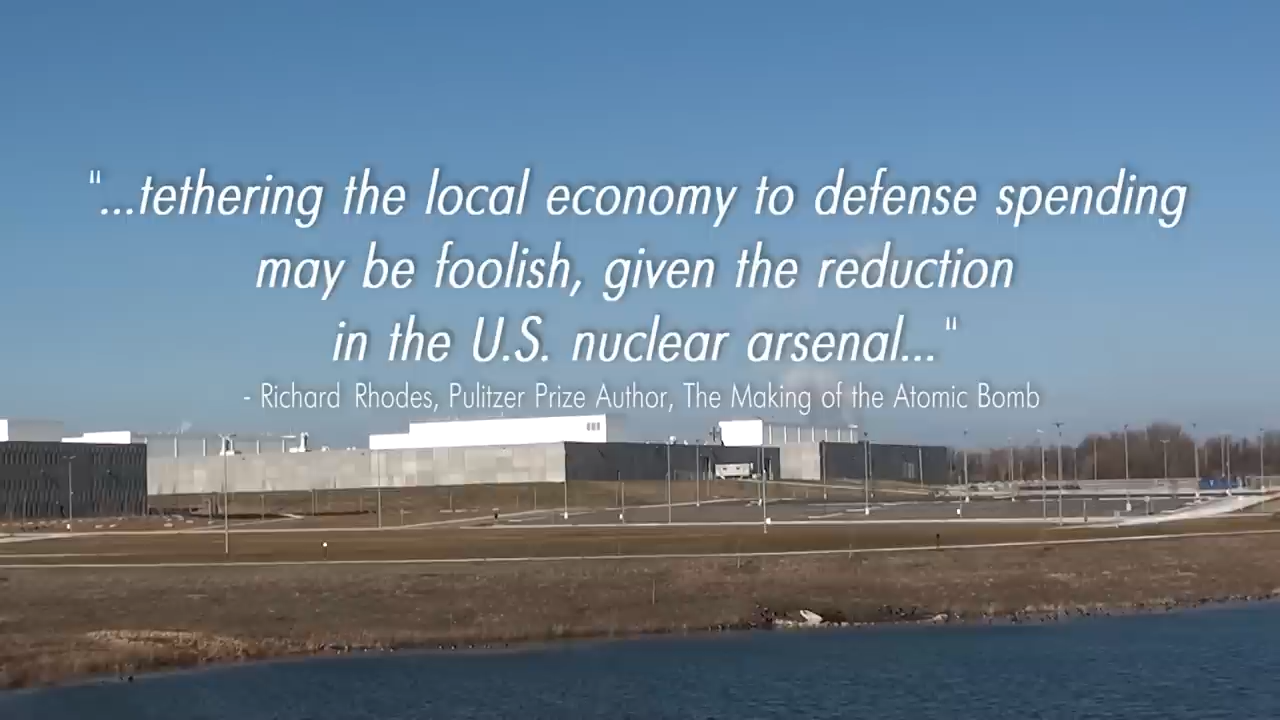 "...tethering the local economy to defense spending
may be foolish, given the reduction
in the U.S. nuclear arsenal..."
- Richard Rhodes, Pulitzer Prize Author, The Making of the Atomic Bomb